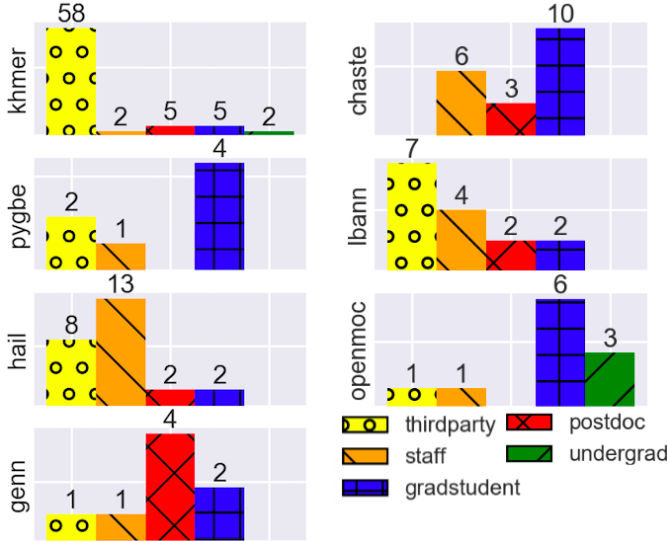 58
2
5
5
2
khmer
6
3
10
chaste
2
1
4
pygbe
7
4
2
2
lbann
8
13
2
2
hail
1
1
6
3
openmoc
1
1
4
2
genn
thirdparty
postdoc
staff
undergrad
gradstudent